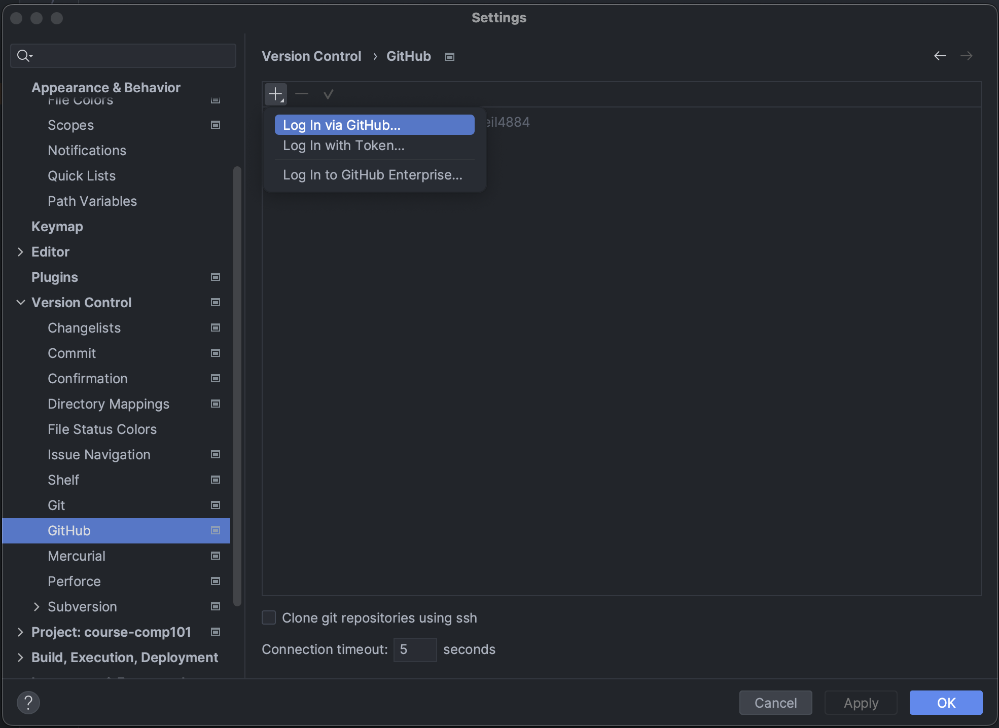 Settings
Appearance & Behavior
File Colors
Scopes
Notifications
Quick Lists
Path Variables
Keymap
Editor
Plugins
Version Control
Changelists
Commit
Confirmation
Directory Mappings
File Status Colors
Issue Navigation
Shelf
Git
GitHub
Mercurial
Perforce
Subversion
Project: course-comp101
Build, Execution, Deployment
Version Control › GitHub
Log In via GitHub...
eil4884
Log In with Token...
Log In to GitHub Enterprise...
Clone git repositories using ssh
Connection timeout: 5 seconds
?
Cancel
Apply
OK